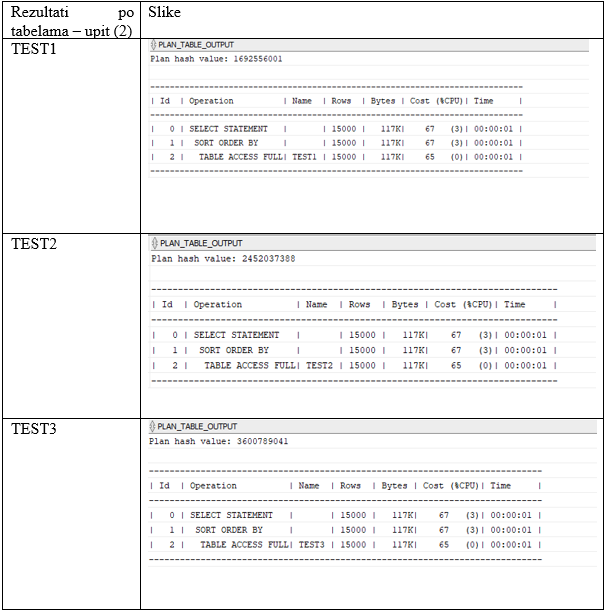 Rezultati po tabelama – upit (2)
Slike
TEST1
PLAN_TABLE_OUTPUT
Plan hash value: 1692556001
---------------------------------------------------------------------------
| Id | Operation | Name | Rows | Bytes | Cost (%CPU)| Time |
---------------------------------------------------------------------------
| 0 | SELECT STATEMENT | | 15000 | 117K| 67 (3)| 00:00:01 |
| 1 | SORT ORDER BY | | 15000 | 117K| 67 (3)| 00:00:01 |
| 2 | TABLE ACCESS FULL| TEST1 | 15000 | 117K| 65 (0)| 00:00:01 |
---------------------------------------------------------------------------
TEST2
PLAN_TABLE_OUTPUT
Plan hash value: 2452037388
---------------------------------------------------------------------------
| Id | Operation | Name | Rows | Bytes | Cost (%CPU)| Time |
---------------------------------------------------------------------------
| 0 | SELECT STATEMENT | | 15000 | 117K| 67 (3)| 00:00:01 |
| 1 | SORT ORDER BY | | 15000 | 117K| 67 (3)| 00:00:01 |
| 2 | TABLE ACCESS FULL| TEST2 | 15000 | 117K| 65 (0)| 00:00:01 |
---------------------------------------------------------------------------
TEST3
PLAN_TABLE_OUTPUT
Plan hash value: 3600789041
---------------------------------------------------------------------------
| Id | Operation | Name | Rows | Bytes | Cost (%CPU)| Time |
---------------------------------------------------------------------------
| 0 | SELECT STATEMENT | | 15000 | 117K| 67 (3)| 00:00:01 |
| 1 | SORT ORDER BY | | 15000 | 117K| 67 (3)| 00:00:01 |
| 2 | TABLE ACCESS FULL| TEST3 | 15000 | 117K| 65 (0)| 00:00:01 |
---------------------------------------------------------------------------